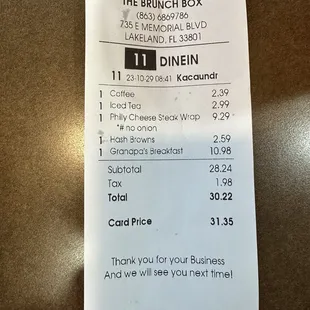 THE BRUNCH BOX
(863) 6869786
735 E MEMORIAL BLVD
LAKELAND, FL 33801
11 DINEIN
11 23-10-29 08:41 Kacaundr
1 Coffee 2.39
1 Iced Tea 2.99
1 Philly Cheese Steak Wrap 9.29
*# no onion
1 Hash Browns 2.59
1 Grandpa's Breakfast 10.98
Subtotal 28.24
Tax 1.98
Total 30.22
Card Price 31.35
Thank you for your Business
And we will see you next time!